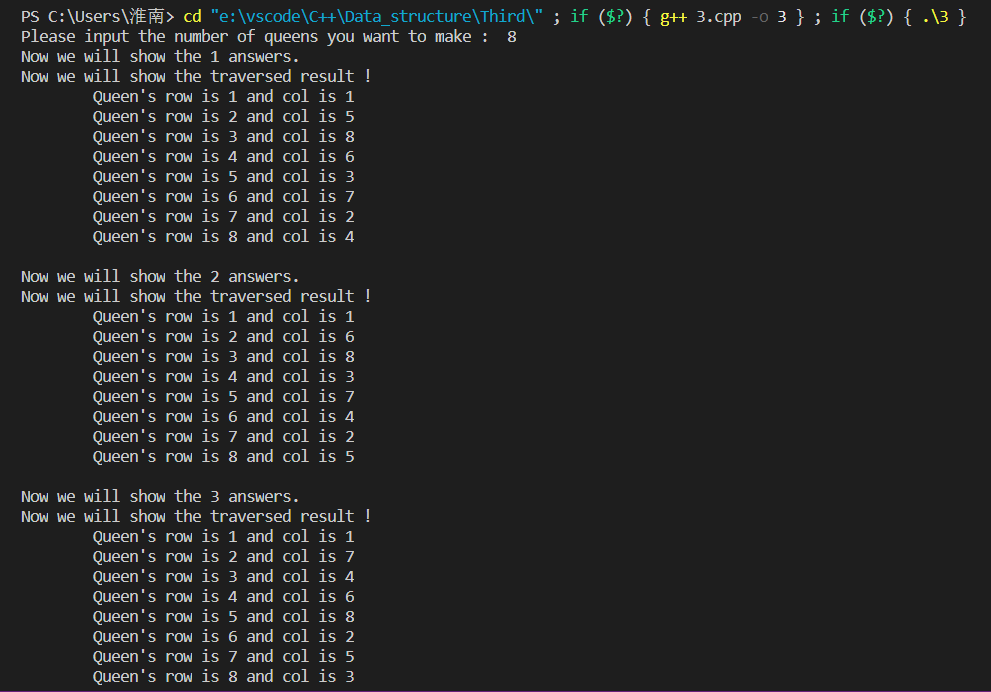 PS C:\Users\淮南> cd "e:\vscode\C++\Data_structure\Third\" ; if ($?) { g++ 3.cpp -o 3 } ; if ($?) { .\3 }
Please input the number of queens you want to make :  8
Now we will show the 1 answers.
Now we will show the traversed result !
        Queen's row is 1 and col is 1
        Queen's row is 2 and col is 5
        Queen's row is 3 and col is 8
        Queen's row is 4 and col is 6
        Queen's row is 5 and col is 3
        Queen's row is 6 and col is 7
        Queen's row is 7 and col is 2
        Queen's row is 8 and col is 4

Now we will show the 2 answers.
Now we will show the traversed result !
        Queen's row is 1 and col is 1
        Queen's row is 2 and col is 6
        Queen's row is 3 and col is 8
        Queen's row is 4 and col is 3
        Queen's row is 5 and col is 7
        Queen's row is 6 and col is 4
        Queen's row is 7 and col is 2
        Queen's row is 8 and col is 5

Now we will show the 3 answers.
Now we will show the traversed result !
        Queen's row is 1 and col is 1
        Queen's row is 2 and col is 7
        Queen's row is 3 and col is 4
        Queen's row is 4 and col is 6
        Queen's row is 5 and col is 8
        Queen's row is 6 and col is 2
        Queen's row is 7 and col is 5
        Queen's row is 8 and col is 3